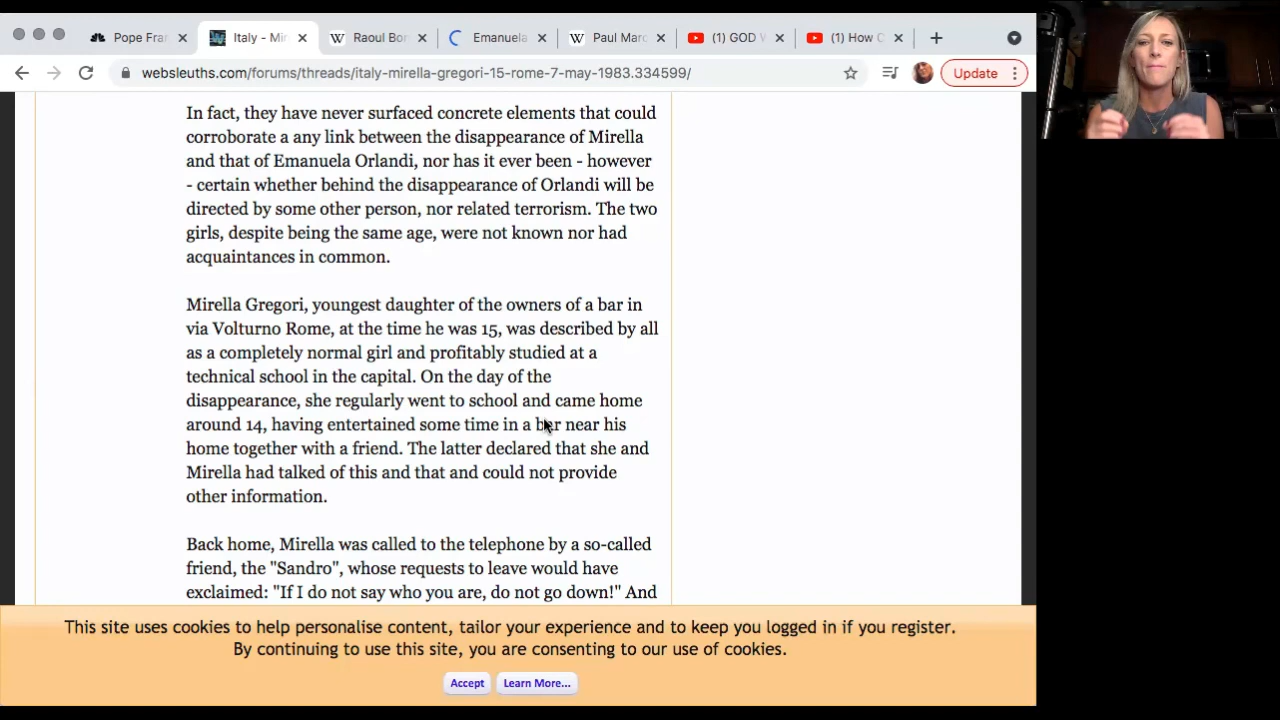 Pope Fra
Italy - Mir
Raoul Bon
Emanuela
Paul Marc
(1) GOD W
(1) How C
websleuths.com/forums/threads/italy-mirella-gregori-15-rome-7-may-1983.334599/
Update
In fact, they have never surfaced concrete elements that could
corroborate a any link between the disappearance of Mirella
and that of Emanuela Orlandi, nor has it ever been - however
- certain whether behind the disappearance of Orlandi will be
directed by some other person, nor related terrorism. The two
girls, despite being the same age, were not known nor had
acquaintances in common.
Mirella Gregori, youngest daughter of the owners of a bar in
via Volturno Rome, at the time he was 15, was described by all
as a completely normal girl and profitably studied at a
technical school in the capital. On the day of the
disappearance, she regularly went to school and came home
around 14, having entertained some time in a bar near his
home together with a friend. The latter declared that she and
Mirella had talked of this and that and could not provide
other information.
Back home, Mirella was called to the telephone by a so-called
friend, the "Sandro", whose requests to leave would have
exclaimed: "If I do not say who you are, do not go down!" And
This site uses cookies to help personalise content, tailor your experience and to keep you logged in if you register.
By continuing to use this site, you are consenting to our use of cookies.
Accept
Learn More...